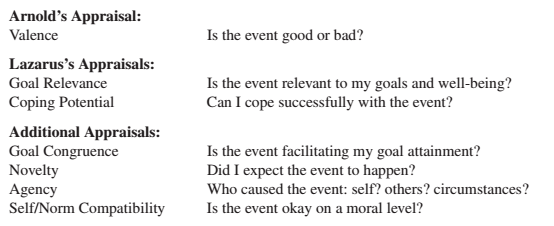 Arnold's Appraisal:
Valence Is the event good or bad?
Lazarus's Appraisals:
Goal Relevance Is the event relevant to my goals and well-being?
Coping Potential Can I cope successfully with the event?
Additional Appraisals:
Goal Congruence Is the event facilitating my goal attainment?
Novelty Did I expect the event to happen?
Agency Who caused the event: self? others? circumstances?
Self/Norm Compatibility Is the event okay on a moral level?